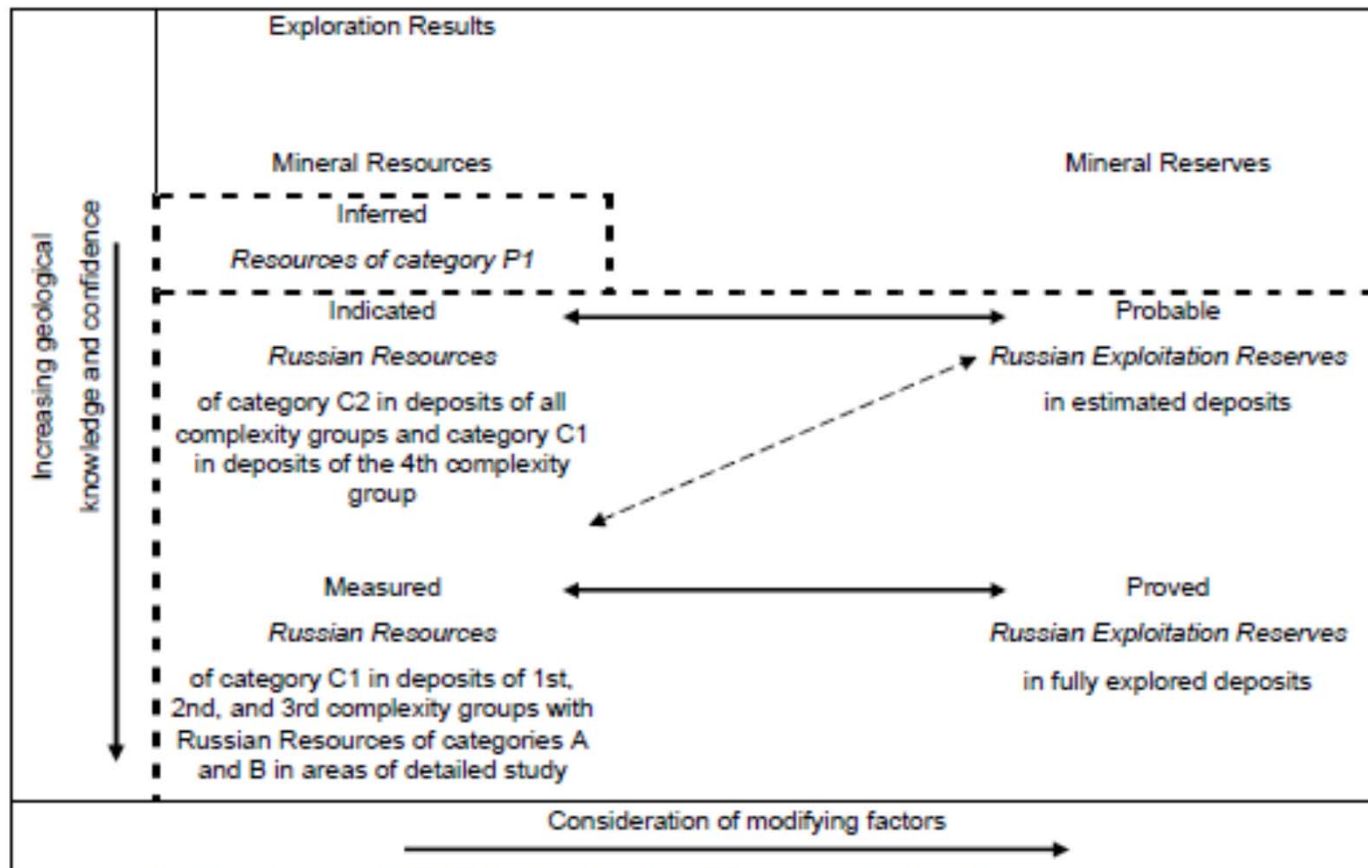 Exploration Results
Mineral Resources
Mineral Reserves
Increasing geological
knowledge and confidence
Inferred
Resources of category P1
Indicated
Russian Resources
of category C2 in deposits of all
complexity groups and category C1
in deposits of the 4th complexity
group
Probable
Russian Exploitation Reserves
in estimated deposits
Measured
Russian Resources
of category C1 in deposits of 1st,
2nd, and 3rd complexity groups with
Russian Resources of categories A
and B in areas of detailed study
Proved
Russian Exploitation Reserves
in fully explored deposits
Consideration of modifying factors